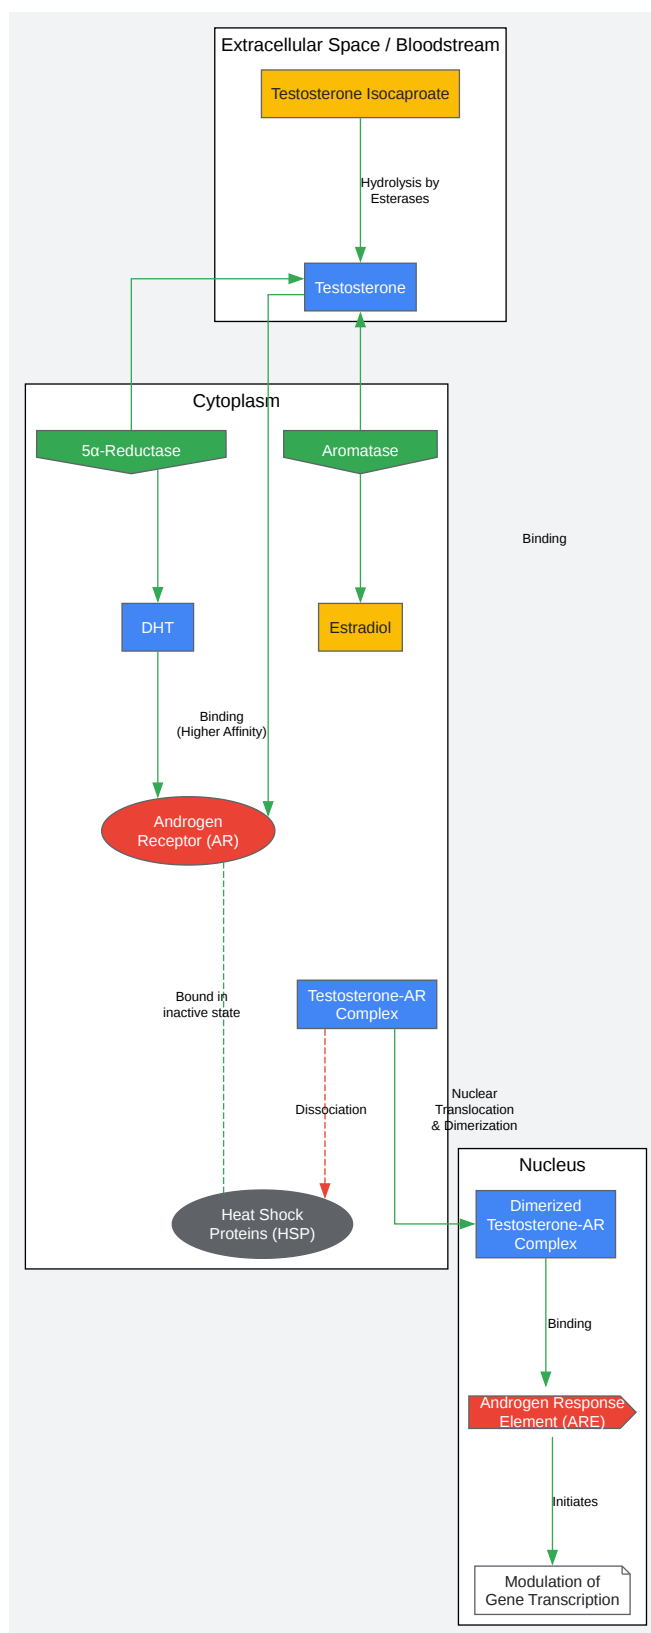 Extracellular Space / Bloodstream
Testosterone Isocaproate
Hydrolysis by
Esterases
Testosterone
Cytoplasm
5α-Reductase
Aromatase
Binding
DHT
Estradiol
Binding
(Higher Affinity)
Androgen
Receptor (AR)
Bound in
inactive state
Testosterone-AR
Complex
Dissociation
Nuclear
Translocation
& Dimerization
Nucleus
Heat Shock
Proteins (HSP)
Dimerized
Testosterone-AR
Complex
Binding
Androgen Response
Element (ARE)
Initiates
Modulation of
Gene Transcription